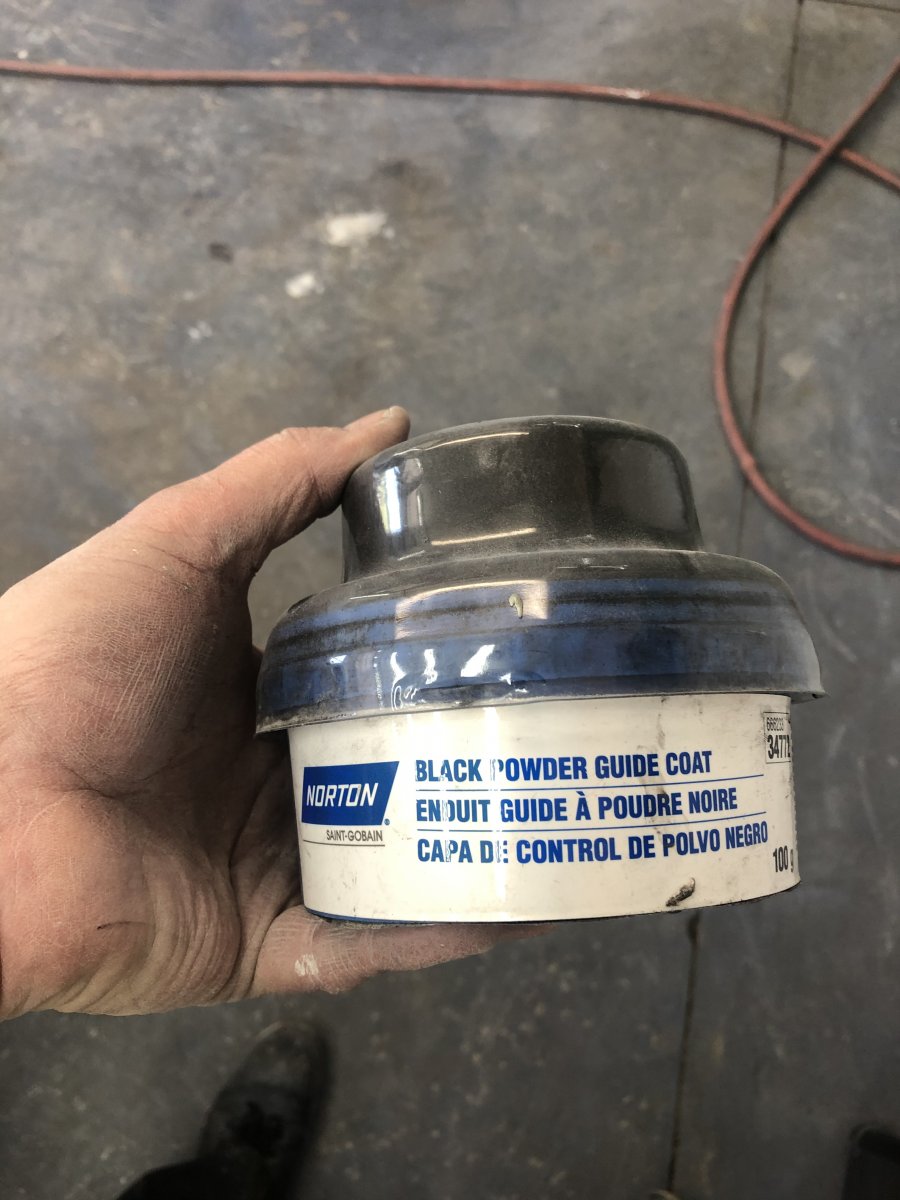 BLACK POWDER GUIDE COAT
NORTON
ENDUIT GUIDE À POUDRE NOIRE
SAINT-GOBAIN
CAPA DE CONTROL DE POLVO NEGRO
100 g